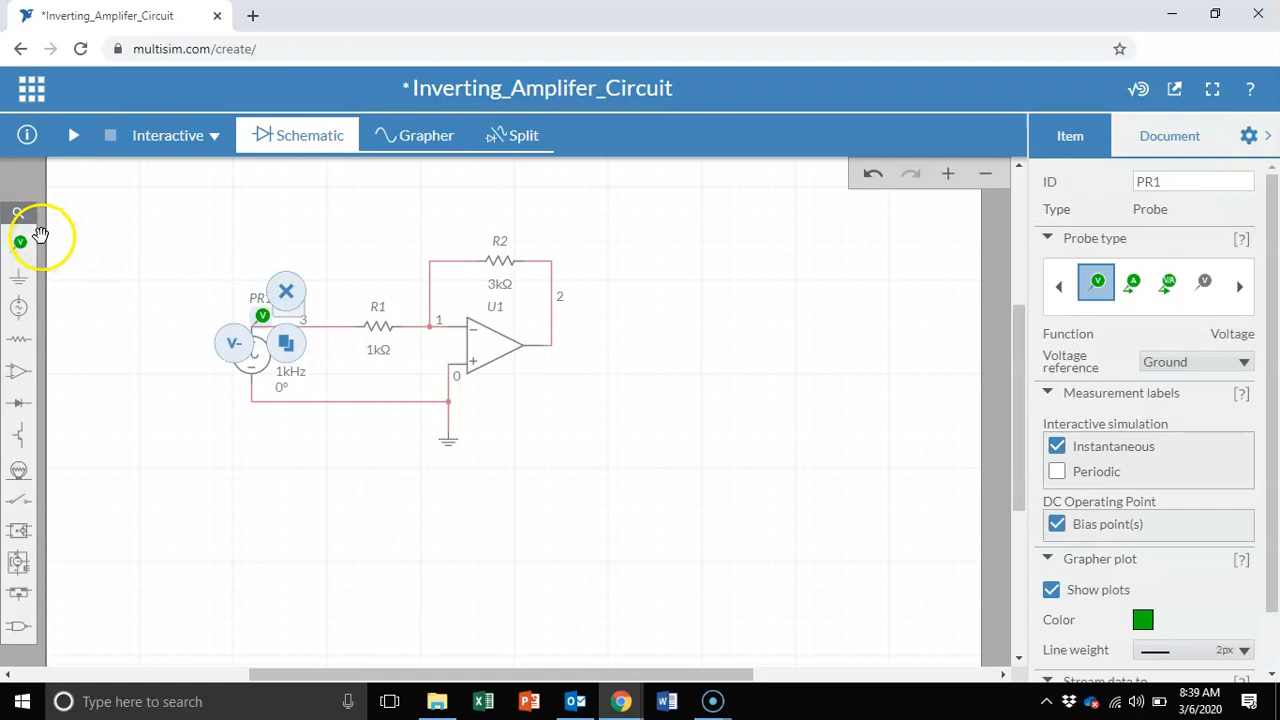 *Inverting_Amplifer_Circuit
multisim.com/create/
*Inverting_Amplifer_Circuit
Interactive
Schematic
Grapher
Split
Item
Document
ID
PR1
Type
Probe
Probe type
[?]
V
A
V/A
V
Function
Voltage
Voltage reference
Ground
Measurement labels
[?]
Interactive simulation
Instantaneous
Periodic
DC Operating Point
Bias point(s)
Grapher plot
[?]
Show plots
Color
Line weight
2px
R2
3kΩ
U1
2
PR1
V
3
R1
1
1kΩ
V-
1kHz
0°
0
V
Type here to search
8:39 AM
3/6/2020